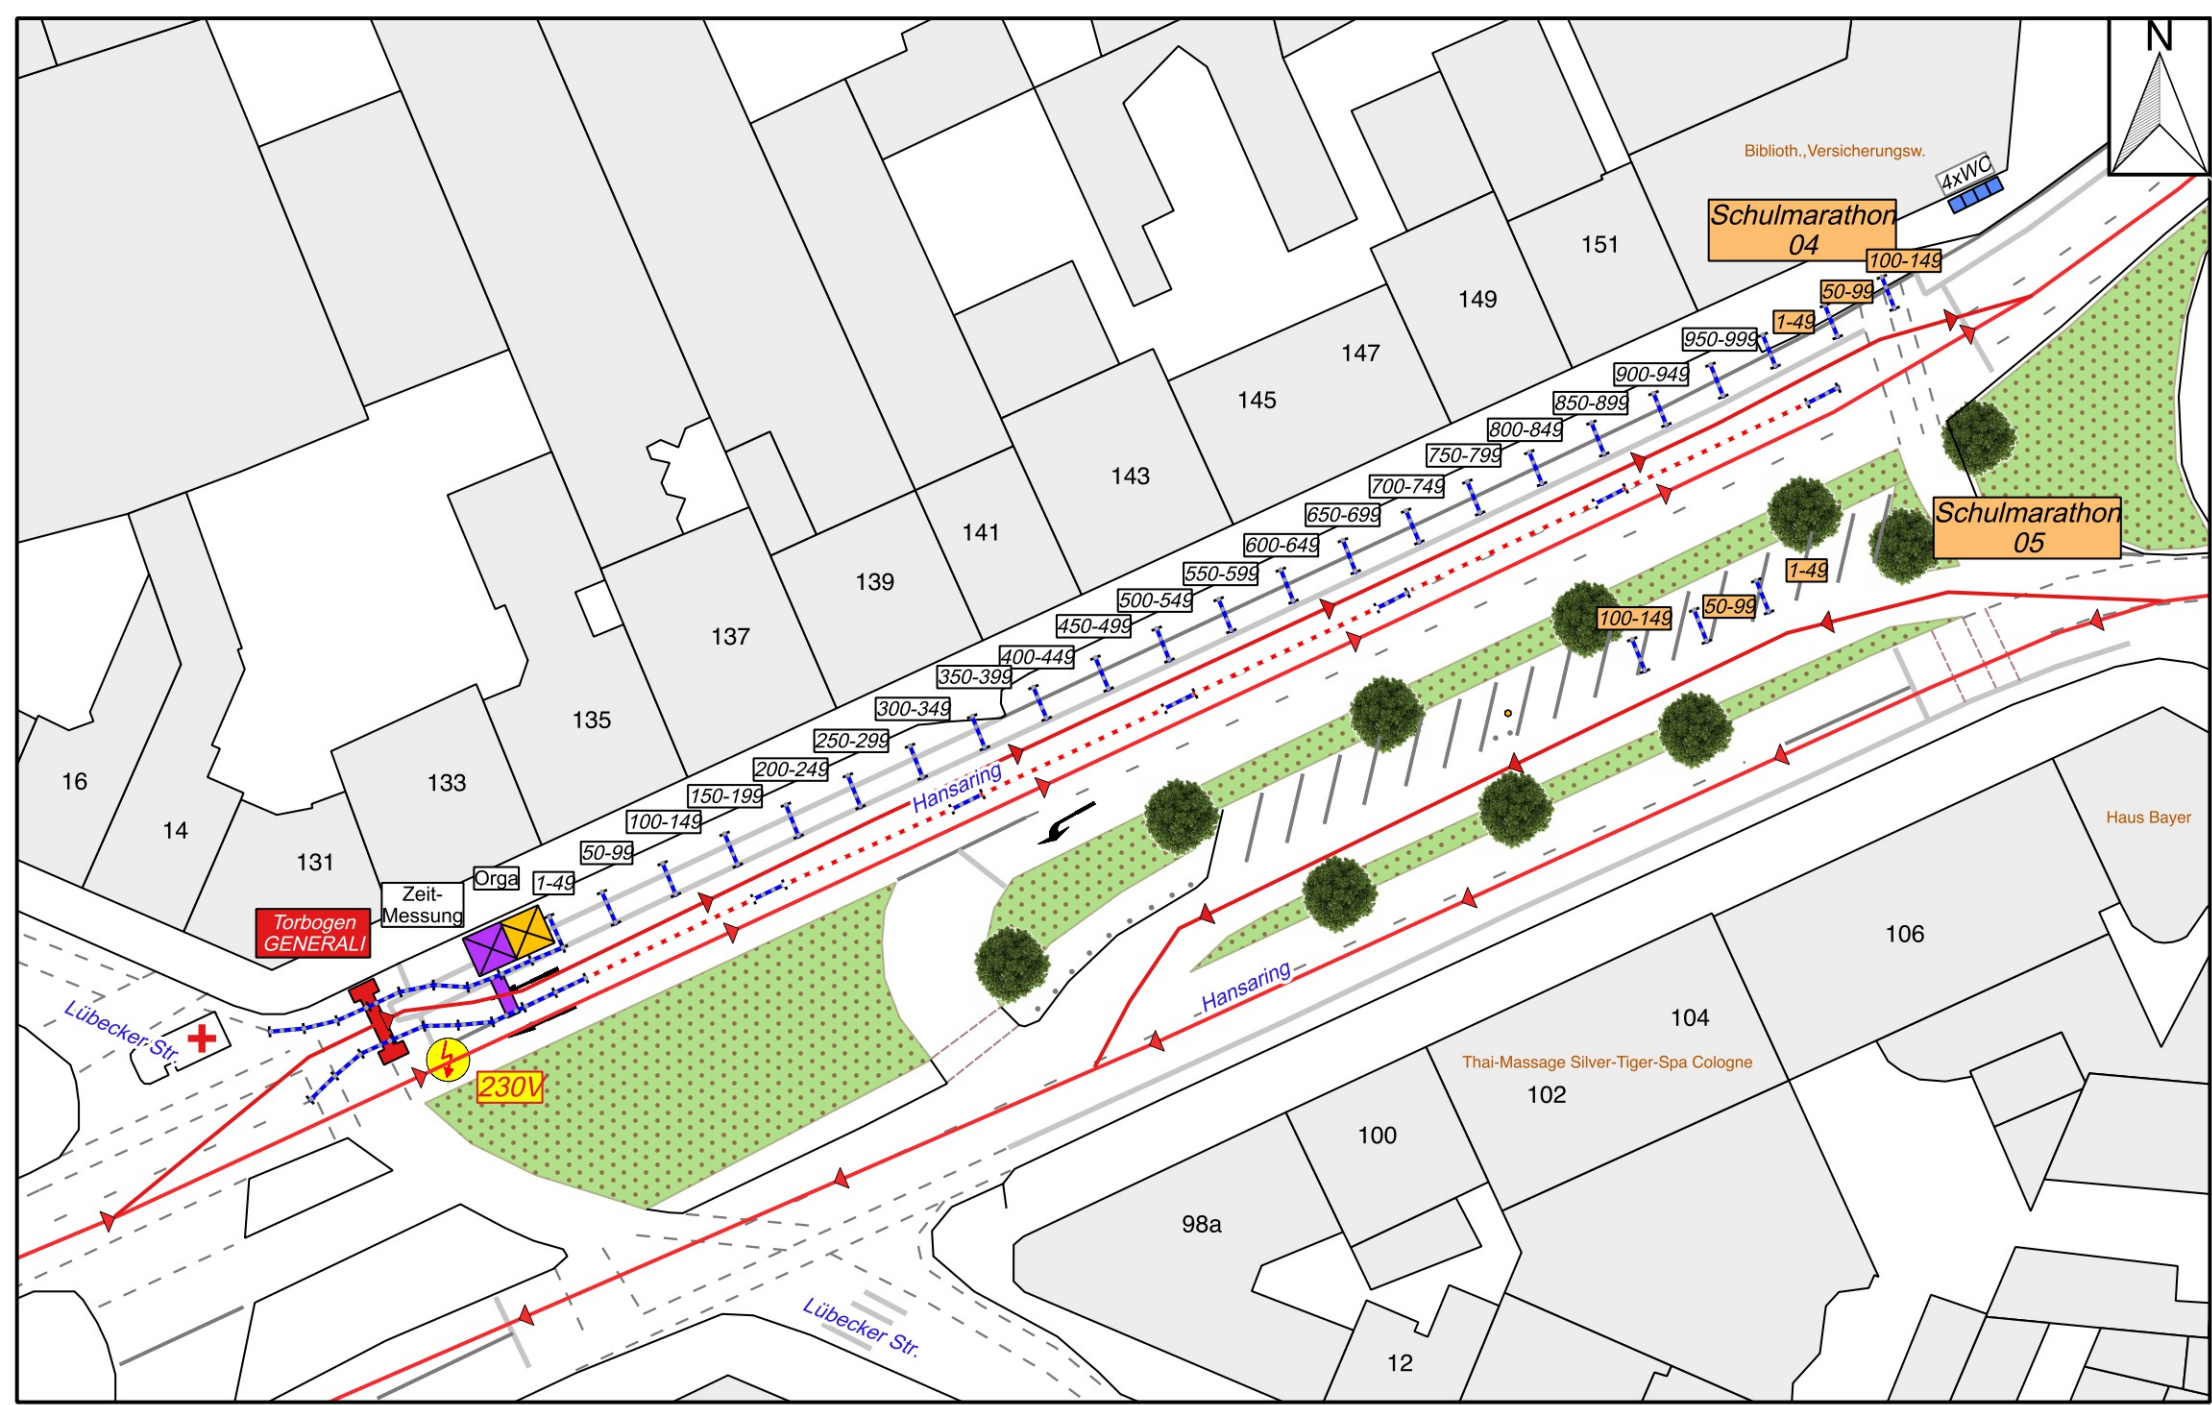 N
Biblioth.,Versicherungsw.
4xWC
Schulmarathon
04
100-149
50-99
1-49
950-999
900-949
850-899
800-849
750-799
700-749
650-699
600-649
550-599
500-549
450-499
400-449
350-399
300-349
250-299
200-249
150-199
100-149
50-99
1-49
Orga
Zeit-
Messung
Torbogen
GENERALI
151
149
147
145
143
141
139
137
135
133
131
14
16
Schulmarathon
05
1-49
50-99
100-149
Hansaring
Hansaring
Lübecker Str.
230V
Lübecker Str.
Haus Bayer
106
104
Thai-Massage Silver-Tiger-Spa Cologne
102
100
98a
12